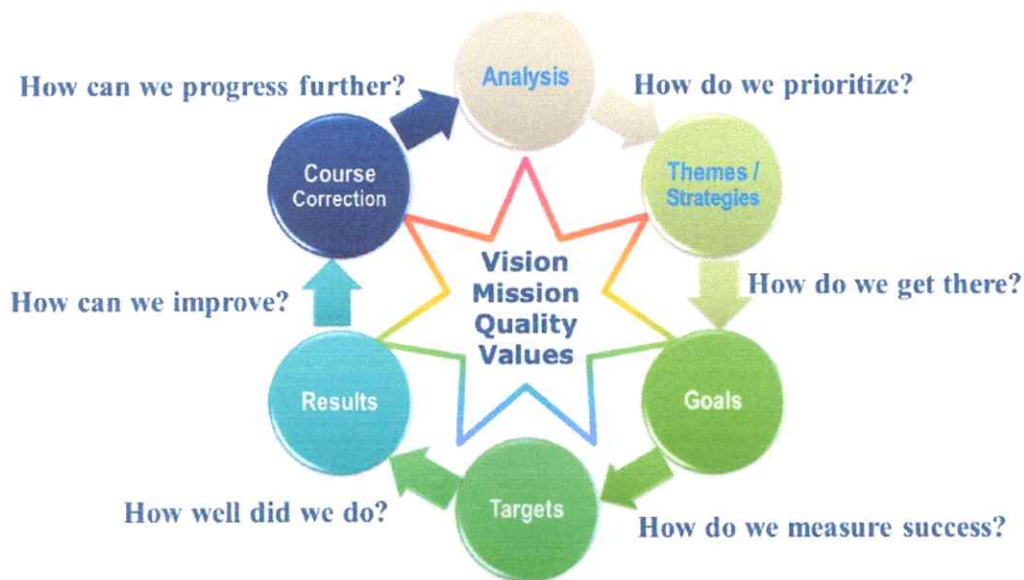 Analysis
How do we prioritize?
Themes /
Strategies
How do we get there?
Goals
How do we measure success?
Targets
How well did we do?
Results
How can we improve?
Course
Correction
How can we progress further?
Vision
Mission
Quality
Values